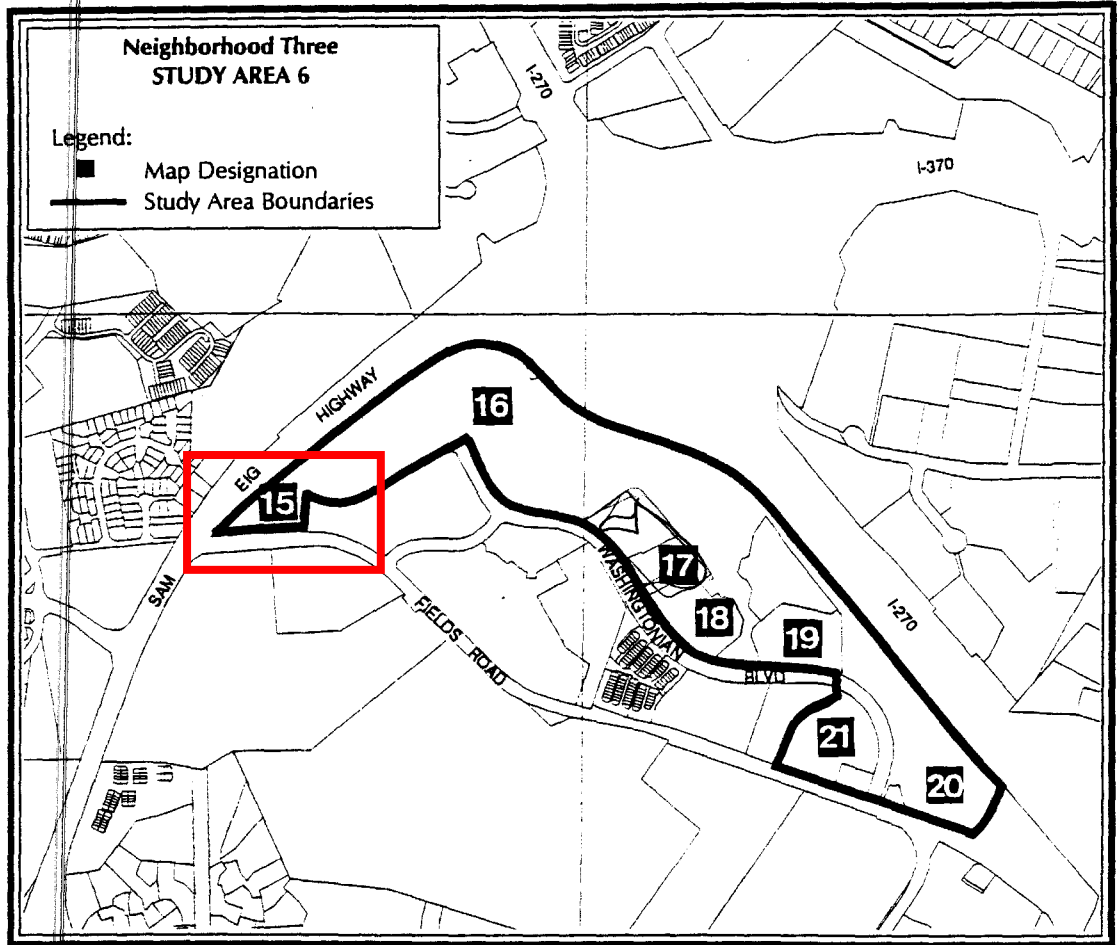 Neighborhood Three
STUDY AREA 6
Legend:
Map Designation
Study Area Boundaries
I-270
I-370
HIGHWAY
EIG
SAM
16
15
17
WASHINGTONIAN
BLVD
18
19
I-270
FIELDS ROAD
21
20